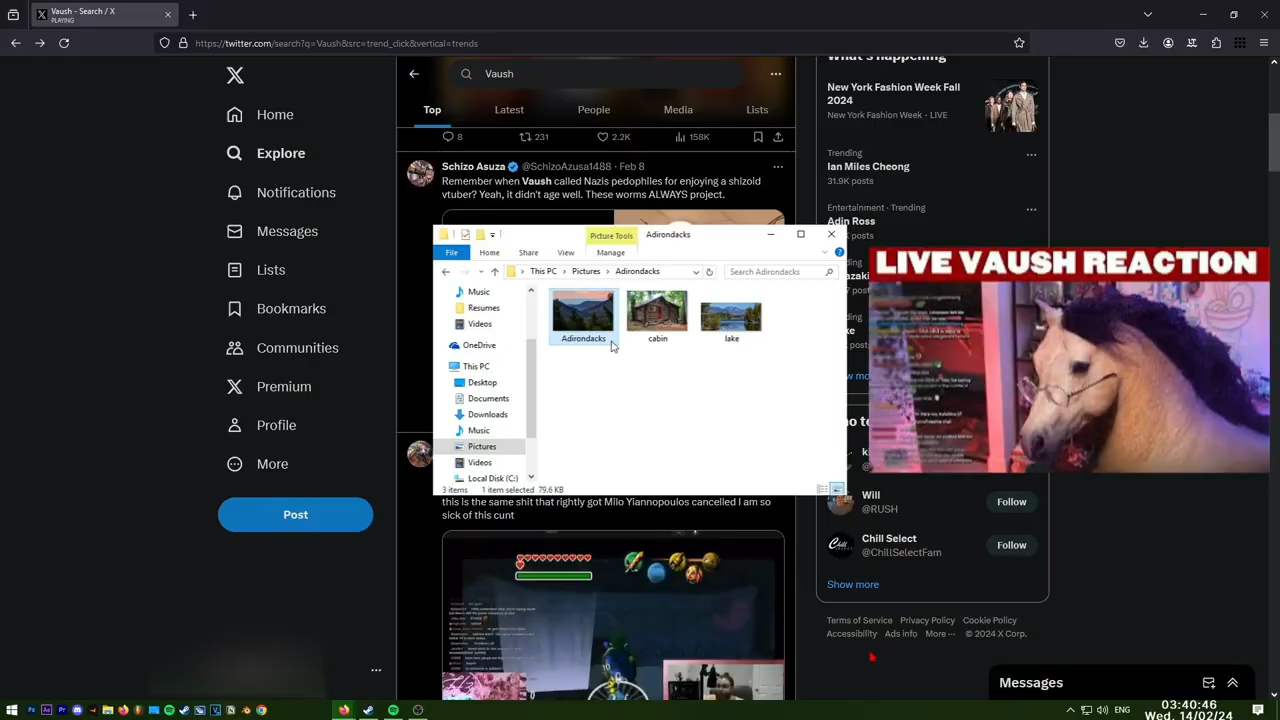 Vaush - Search / X
PLAYING
https://twitter.com/search?q=Vaush&src=trend_click&vertical=trends
Home
Explore
Notifications
Messages
Lists
Bookmarks
Communities
Premium
Profile
More
Post
Vaush
Top
Latest
People
Media
Lists
8
231
2.2K
158K
Schizo Asuza @SchizoAzusa1488 · Feb 8
Remember when Vaush called Nazis pedophiles for enjoying a shizoid
vtuber? Yeah, it didn't age well. These worms ALWAYS project.
Picture Tools
Adirondacks
File
Home
Share
View
Manage
This PC
Pictures
Adirondacks
Search Adirondacks
Music
Resumes
Videos
OneDrive
This PC
Desktop
Documents
Downloads
Music
Pictures
Videos
Local Disk (C:)
Adirondacks
cabin
lake
3 items
1 item selected 79.6 KB
this is the same shit that rightly got Milo Yiannopoulos cancelled I am so
sick of this cunt
What's happening
New York Fashion Week Fall
2024
New York Fashion Week · LIVE
Trending
Ian Miles Cheong
31.9K posts
Entertainment · Trending
Adin Ross
LIVE VAUSH REACTION
Will
@RUSH
Follow
Chill Select
@ChillSelectFam
Follow
Show more
Terms of Service
Privacy Policy
Cookie Policy
Accessibility
Ads info
More ···
© 2024 X Corp.
Messages
ENG
03:40:46
Wed, 14/02/24